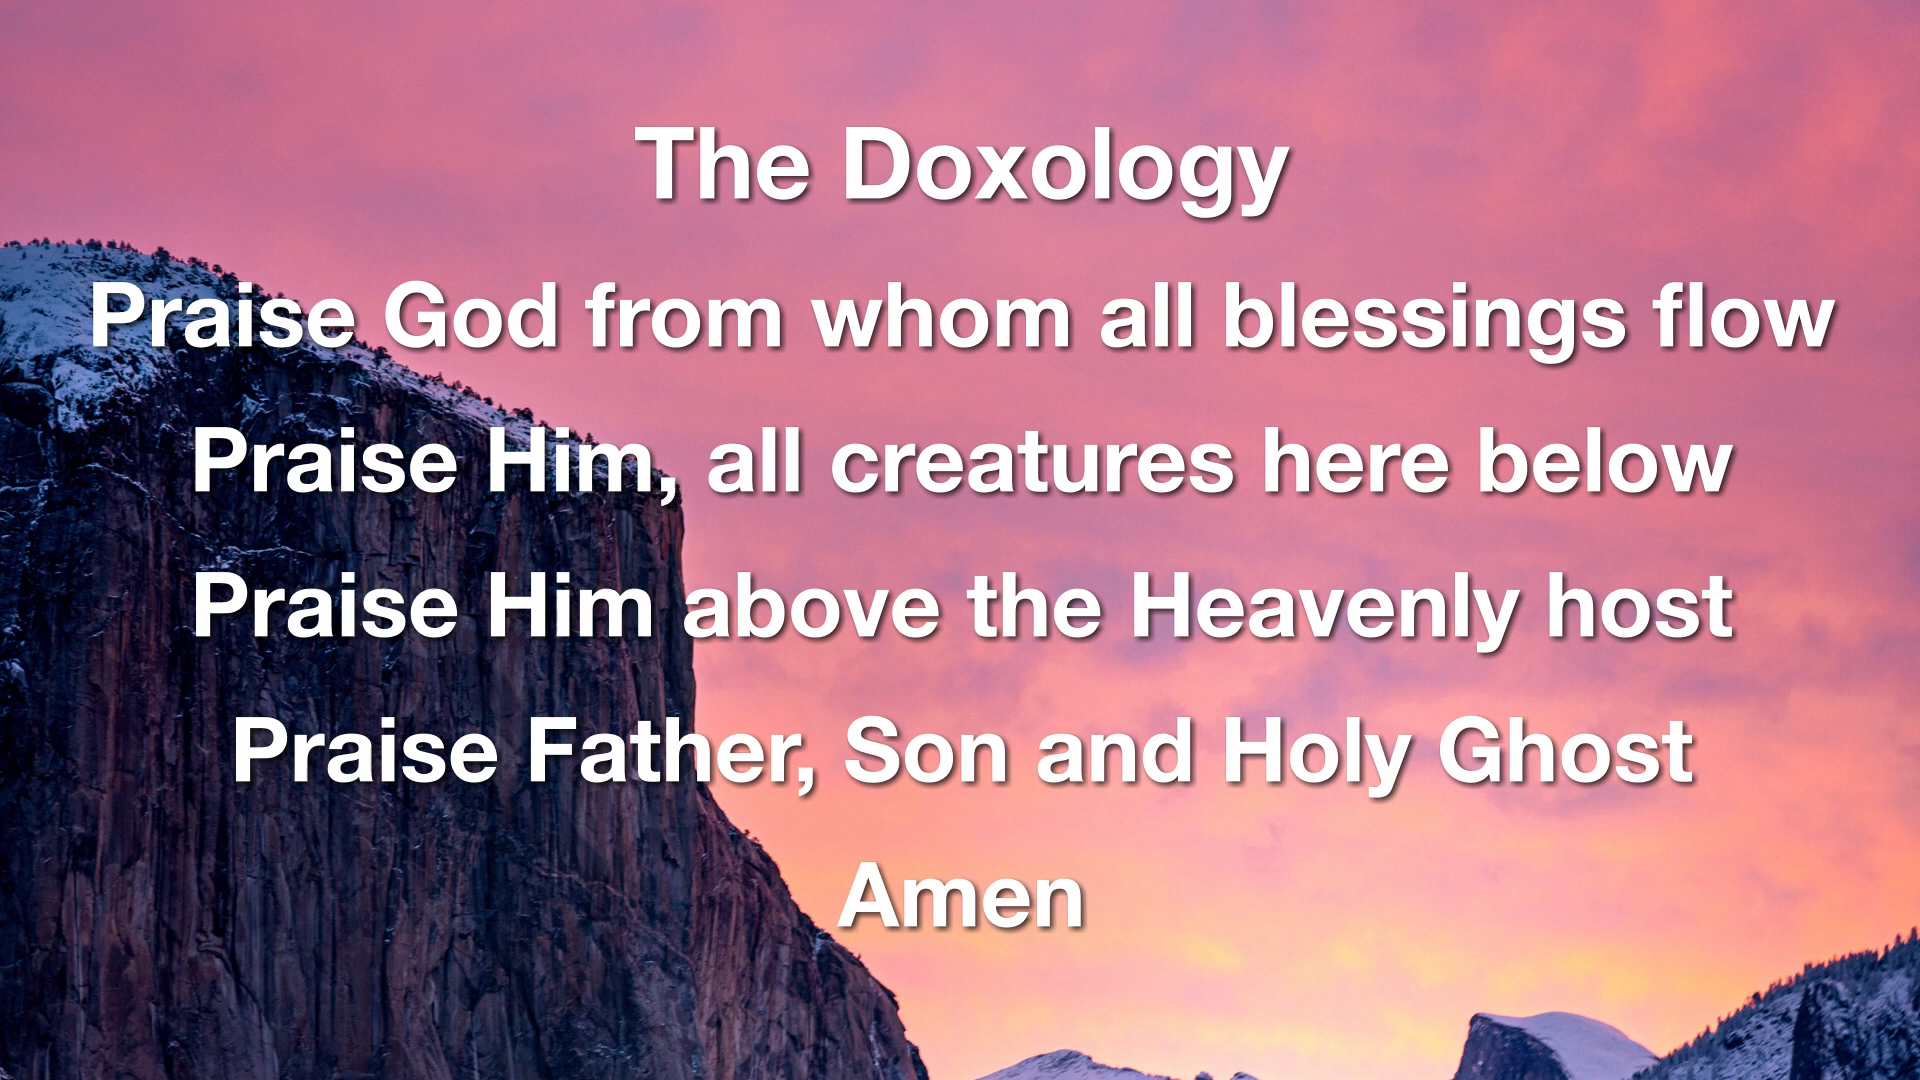 The Doxology
Praise God from whom all blessings flow
Praise Him, all creatures here below
Praise Him above the Heavenly host
Praise Father, Son and Holy Ghost
Amen